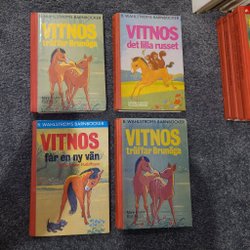 B. WAHLSTRÖMS BARNBÖCKER
VITNOS
träffar Brunöga
B. WAHLSTRÖMS BARNBÖCKER
VITNOS
det lilla russet
B. WAHLSTRÖMS BARNBÖCKER
VITNOS
får en ny vän
B. WAHLSTRÖMS BARNBÖCKER
VITNOS
träffar Brunöga